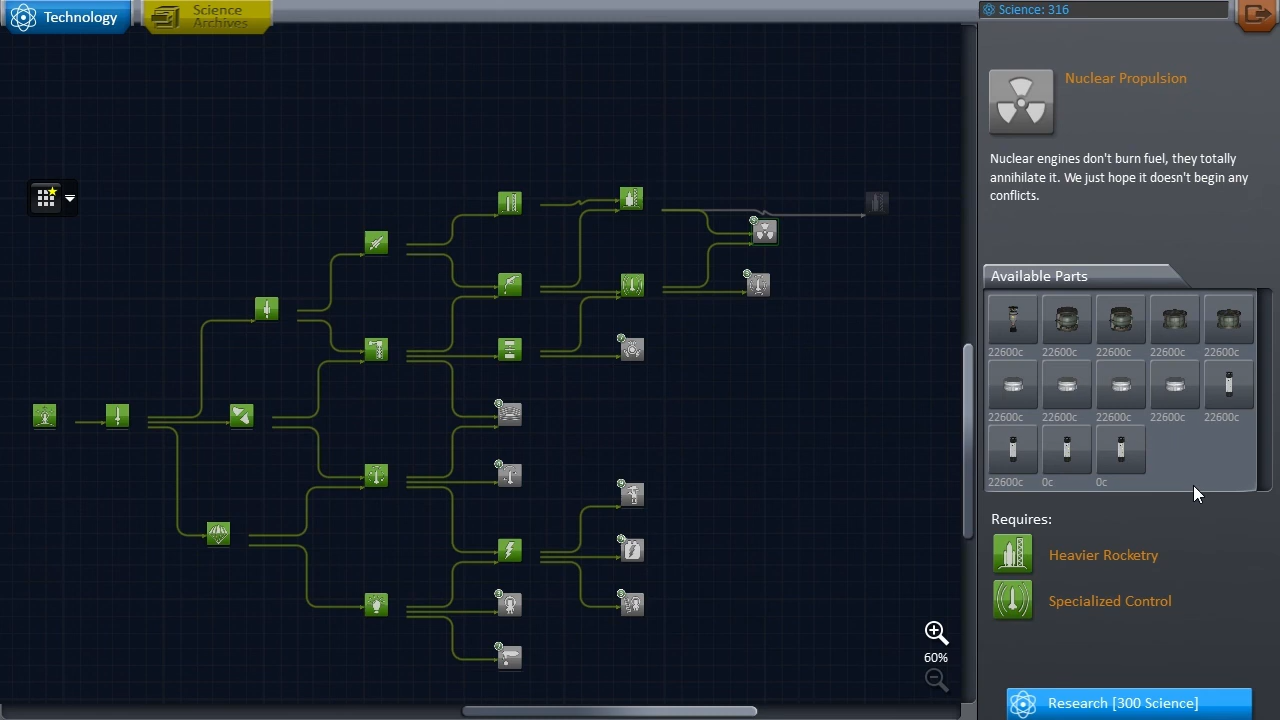 Technology
Science
Archives
Science: 316
Nuclear Propulsion
Nuclear engines don't burn fuel, they totally
annihilate it. We just hope it doesn't begin any
conflicts.
Available Parts
22600c 22600c 22600c 22600c 22600c
22600c 22600c 22600c 22600c 22600c
22600c 0c 0c
Requires:
Heavier Rocketry
Specialized Control
60%
Research [300 Science]